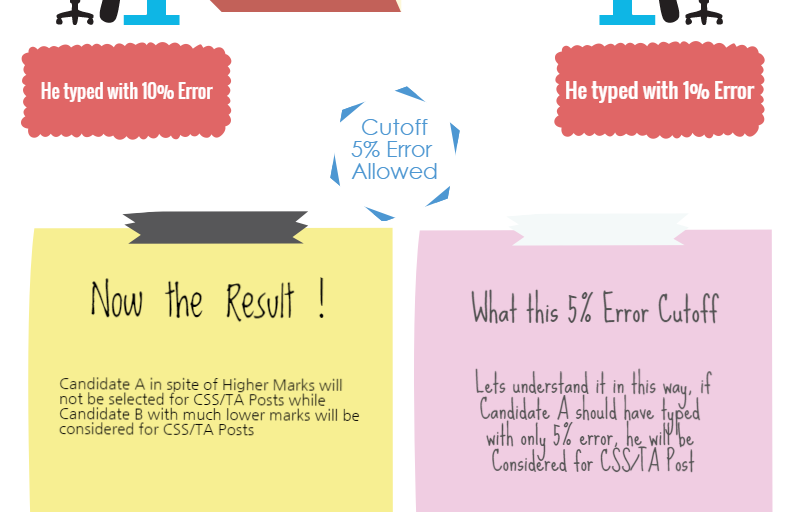 He typed with 10% Error
He typed with 1% Error
Cutoff
5% Error
Allowed
Now the Result !
Candidate A in spite of Higher Marks will
not be selected for CSS/TA Posts while
Candidate B with much lower marks will be
considered for CSS/TA Posts
What this 5% Error Cutoff
Lets understand it in this way, if
Candidate A should have typed
with only 5% error, he will be
Considered for CSS/TA Post